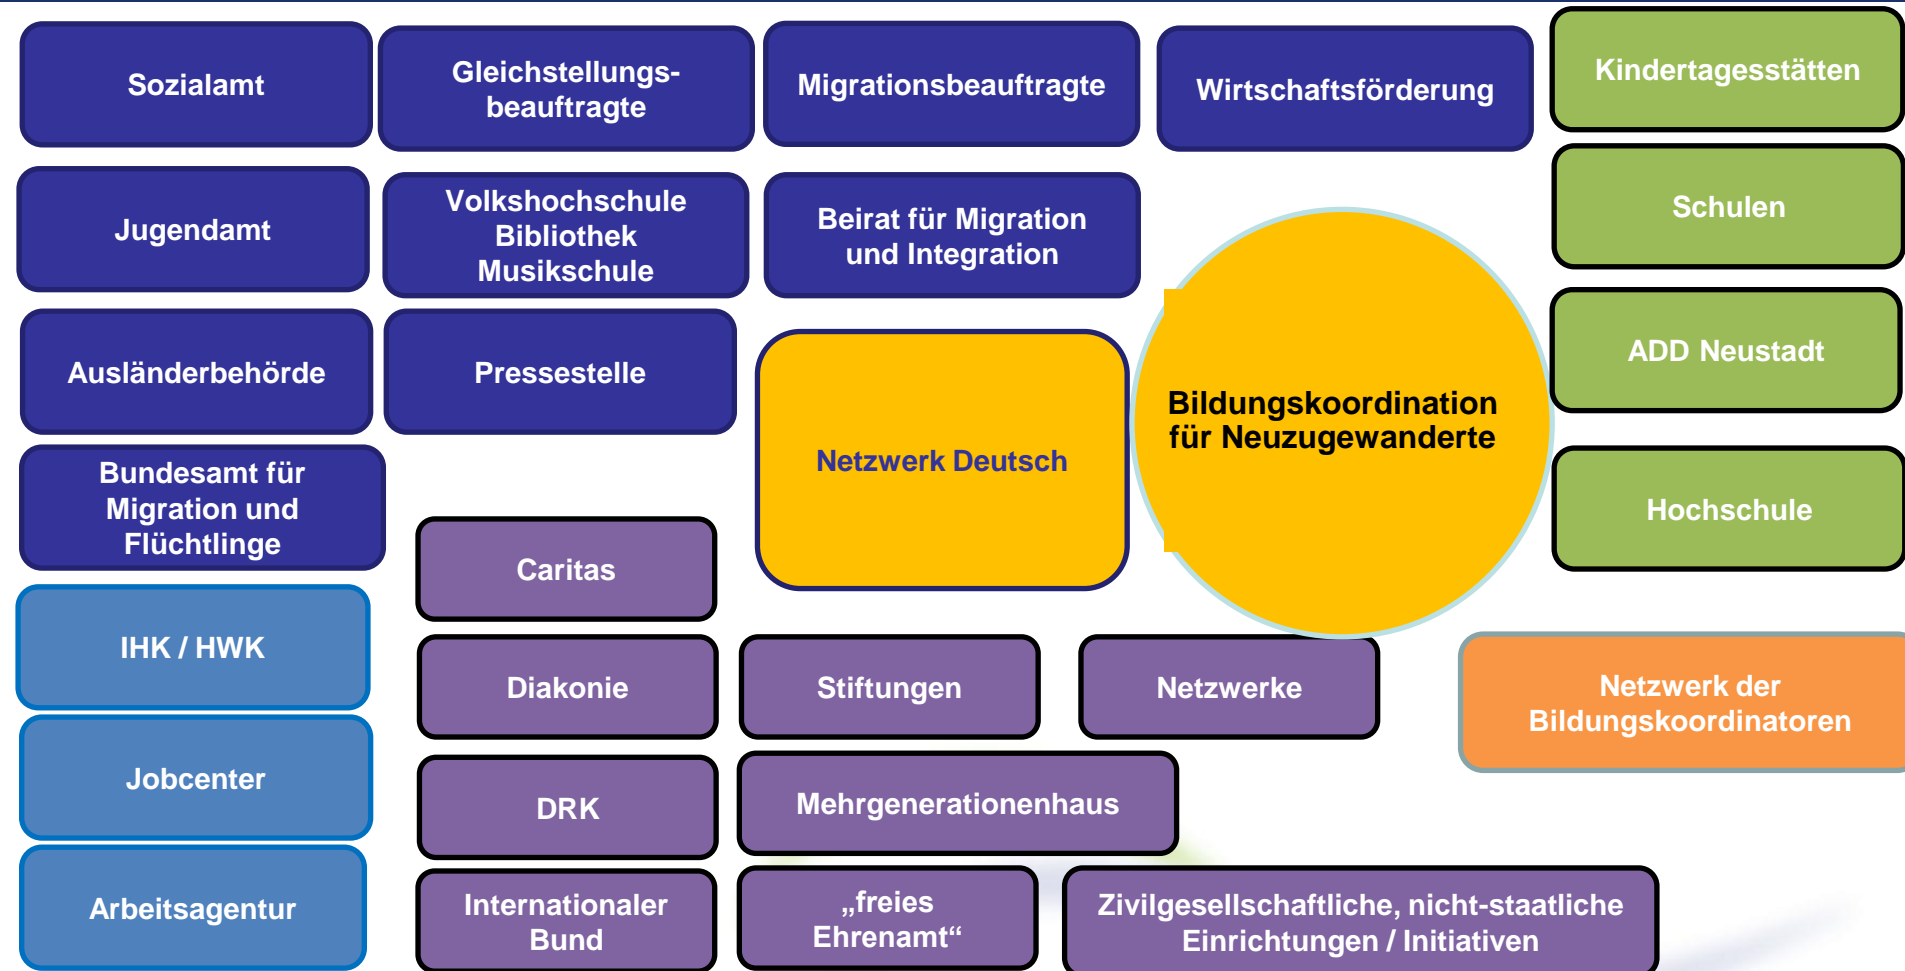 Sozialamt
Gleichstellungs-
beauftragte
Migrationsbeauftragte
Wirtschaftsförderung
Kindertagesstätten
Jugendamt
Volkshochschule
Bibliothek
Musikschule
Beirat für Migration
und Integration
Schulen
Ausländerbehörde
Pressestelle
Netzwerk Deutsch
Bildungskoordination
für Neuzugewanderte
ADD Neustadt
Bundesamt für
Migration und
Flüchtlinge
Hochschule
Caritas
IHK / HWK
Diakonie
Stiftungen
Netzwerke
Netzwerk der
Bildungskoordinatoren
Jobcenter
DRK
Mehrgenerationenhaus
Arbeitsagentur
Internationaler
Bund
„freies
Ehrenamt“
Zivilgesellschaftliche, nicht-staatliche
Einrichtungen / Initiativen